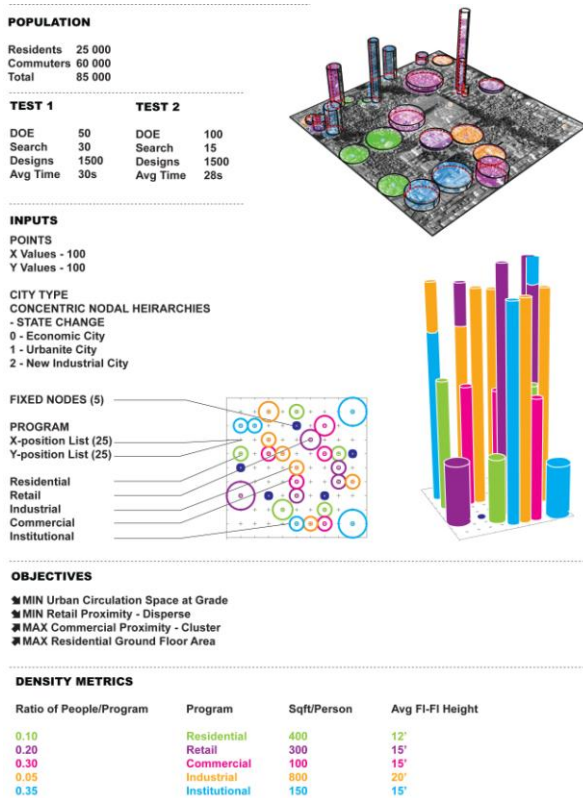 POPULATION
Residents 25 000
Commuters 60 000
Total 85 000
TEST 1 TEST 2
DOE 50 DOE 100
Search 30 Search 15
Designs 1500 Designs 1500
Avg Time 30s Avg Time 28s
INPUTS
POINTS
X Values - 100
Y Values - 100
CITY TYPE
CONCENTRIC NODAL HEIRARCHIES
- STATE CHANGE
0 - Economic City
1 - Urbanite City
2 - New Industrial City
FIXED NODES (5)
PROGRAM
X-position List (25)
Y-position List (25)
Residential
Retail
Industrial
Commercial
Institutional
OBJECTIVES
MIN Urban Circulation Space at Grade
MIN Retail Proximity - Disperse
MAX Commercial Proximity - Cluster
MAX Residential Ground Floor Area
DENSITY METRICS
Ratio of People/Program Program Sqft/Person Avg Fl-Fl Height
0.10 Residential 400 12'
0.20 Retail 300 15'
0.30 Commercial 100 15'
0.05 Industrial 800 20'
0.35 Institutional 150 15'